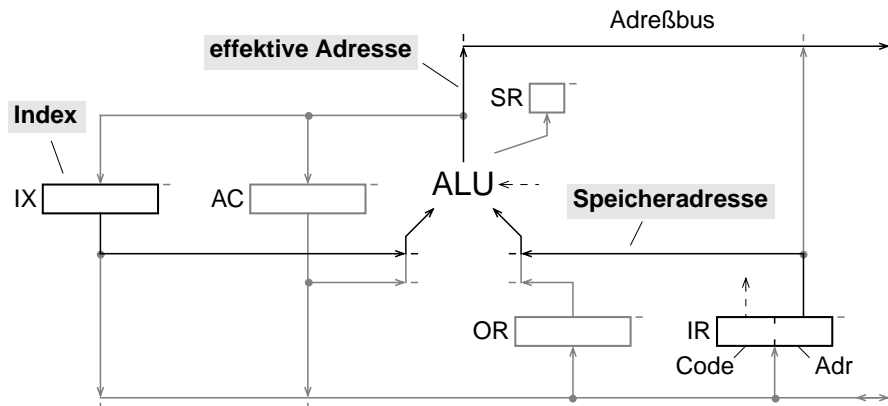 Adreßbus
effektive Adresse
SR
Index
ALU
IX
AC
Speicheradresse
OR
IR
Code
Adr